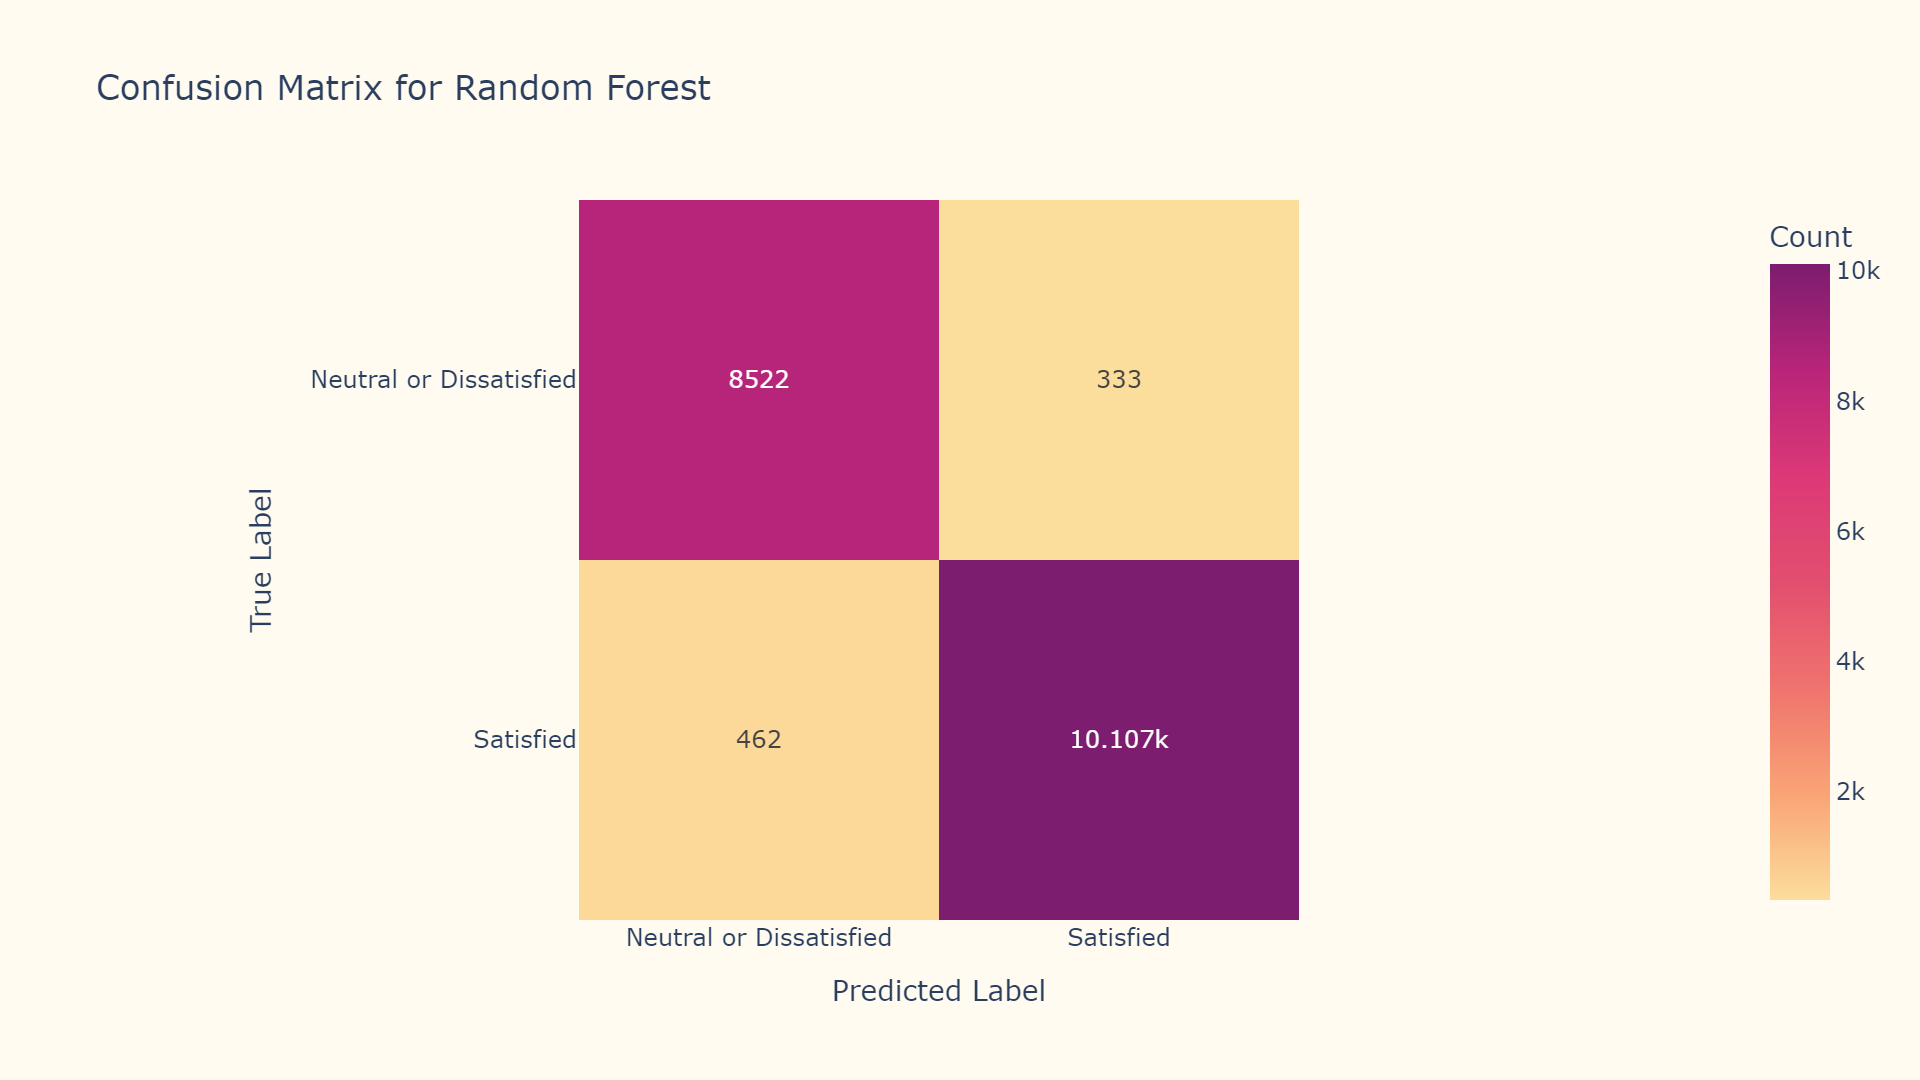 Confusion Matrix for Random Forest
Count
10k
8k
6k
4k
2k
True Label
Neutral or Dissatisfied
8522
333
Satisfied
462
10.107k
Neutral or Dissatisfied
Satisfied
Predicted Label